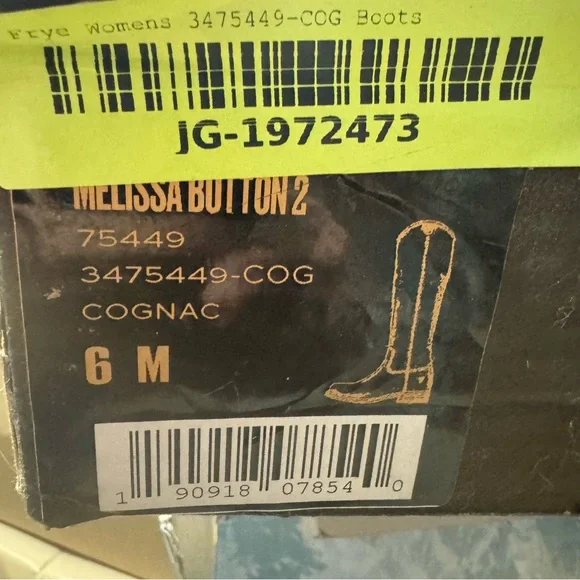 Frye Womens 3475449-COG Boots
JG-1972473
MELISSA BUTTON 2
75449
3475449-COG
COGNAC
6 M
1 90918 07854 0